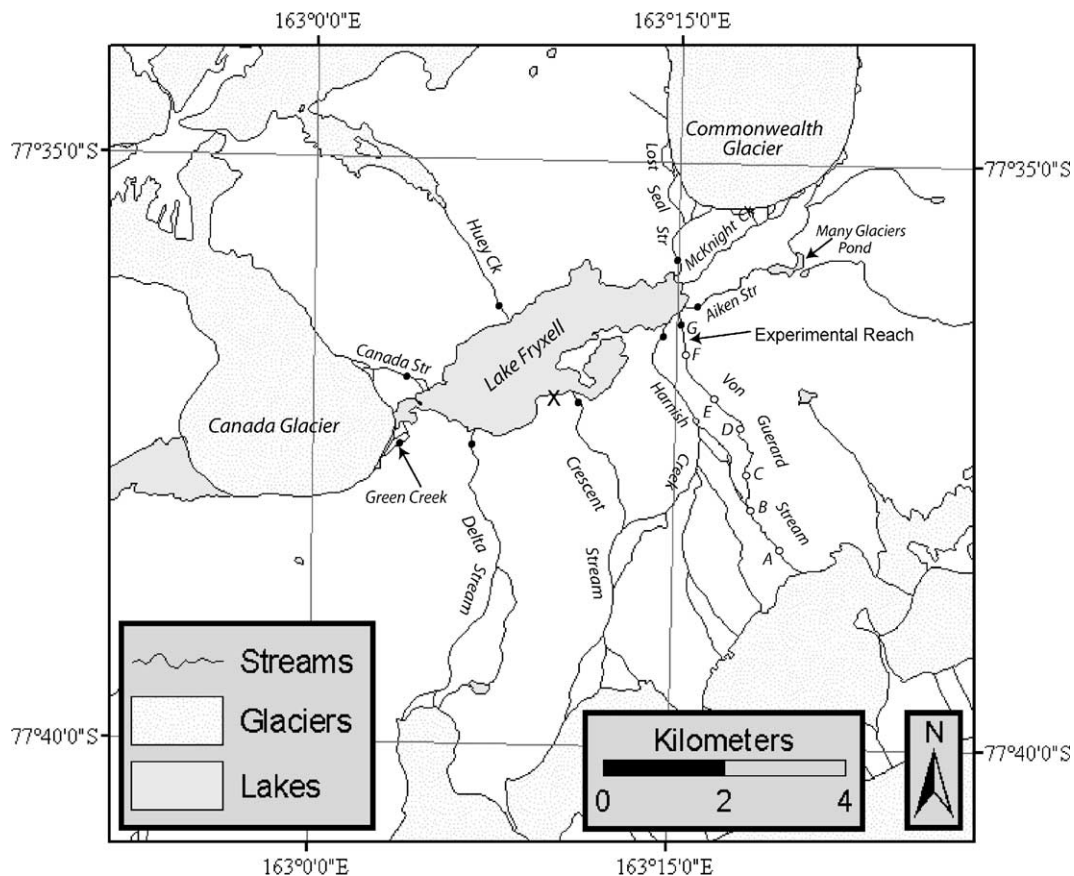 163°0'0"E
163°15'0"E
Commonwealth
Glacier
77°35'0"S
77°35'0"S
Lost Seal Str
McKnight Ck
Many Glaciers
Pond
Huey Ck
Aiken Str
G
Experimental Reach
Lake Fryxell
F
Canada Str
X
Von Guerard Stream
E
D
Harnish Creek
Canada Glacier
C
Green Creek
Crescent Stream
B
Delta Stream
A
Streams
Glaciers
Lakes
Kilometers
0 2 4
N
77°40'0"S
77°40'0"S
163°0'0"E
163°15'0"E